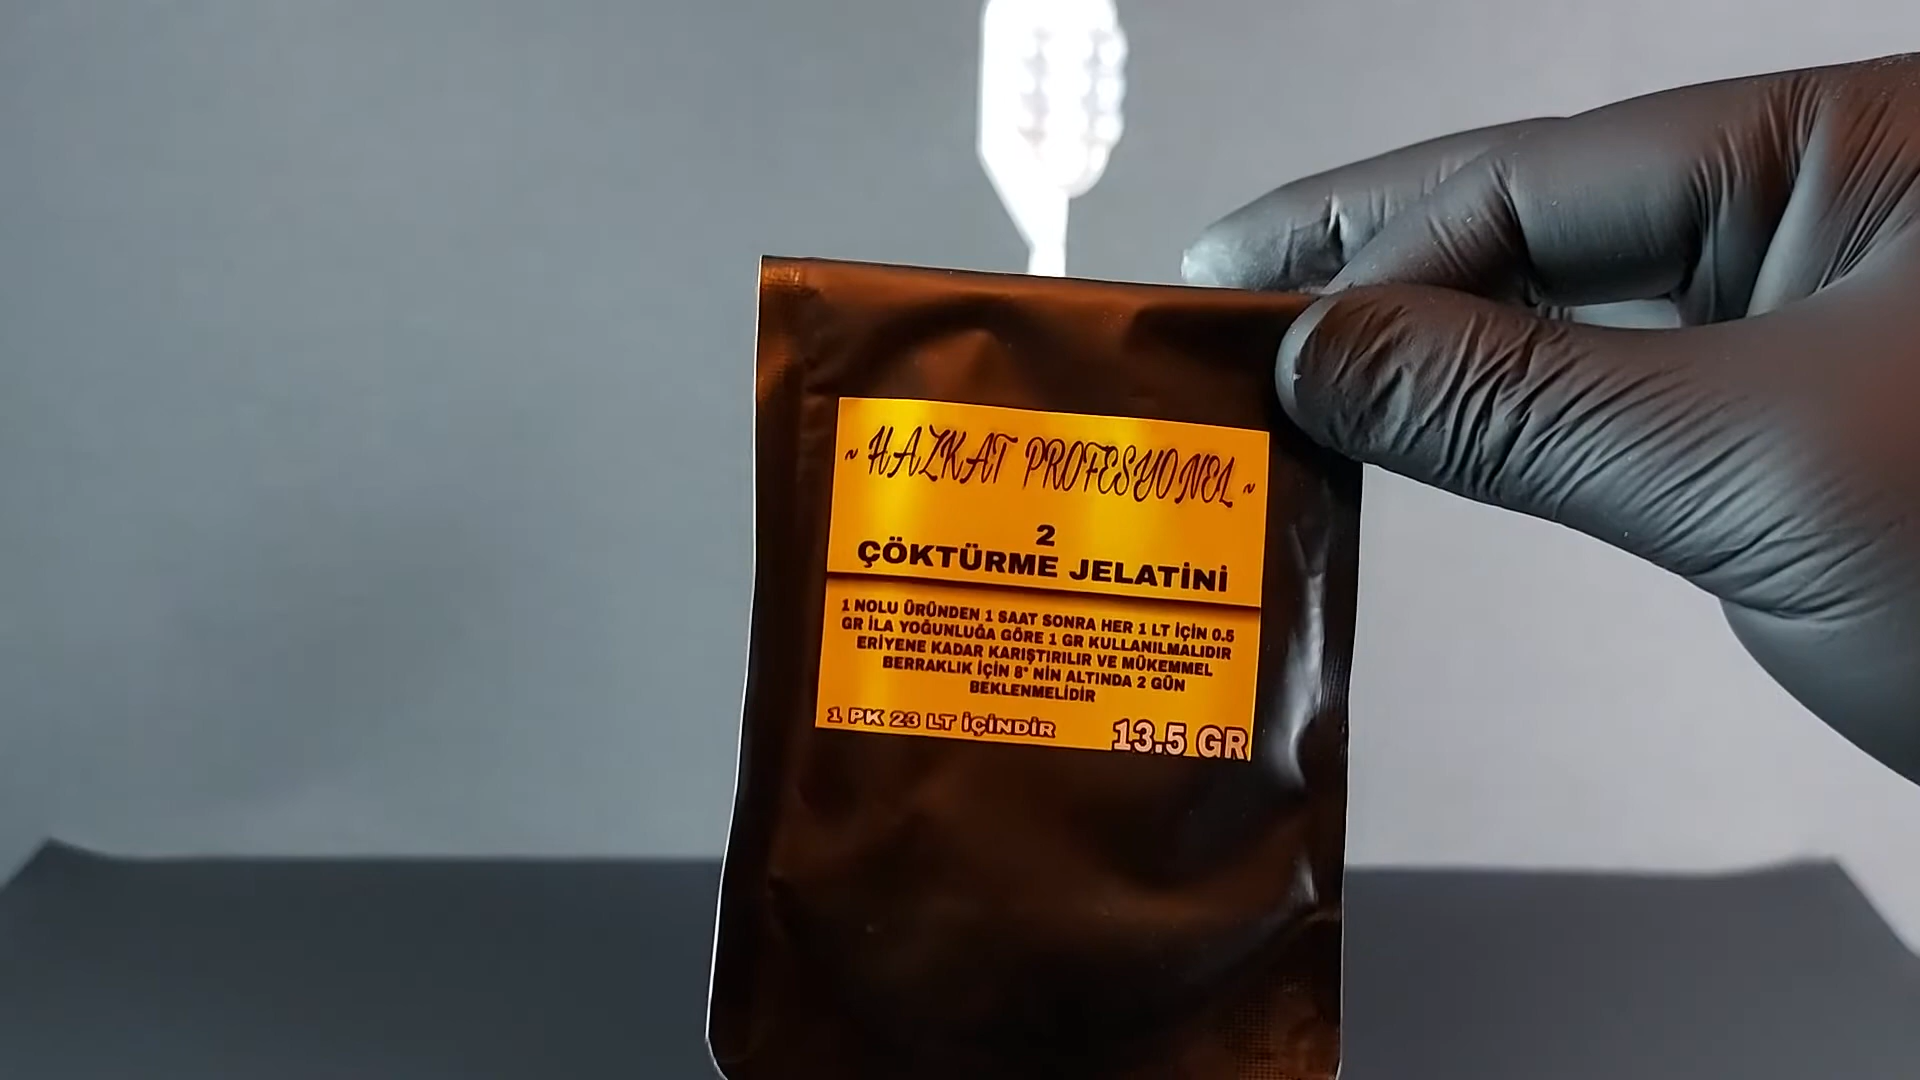 ~ HAZKAT PROFESYONEL ~
2
ÇÖKTÜRME JELATİNİ
1 NOLU ÜRÜNDEN 1 SAAT SONRA HER 1 LT İÇİN 0.5
GR İLA YOĞUNLUĞA GÖRE 1 GR KULLANILMALIDIR
ERİYENE KADAR KARIŞTIRILIR VE MÜKEMMEL
BERRAKLIK İÇİN 8° NİN ALTINDA 2 GÜN
BEKLENMELİDİR
1 PK 23 LT İÇİNDİR 13.5 GR